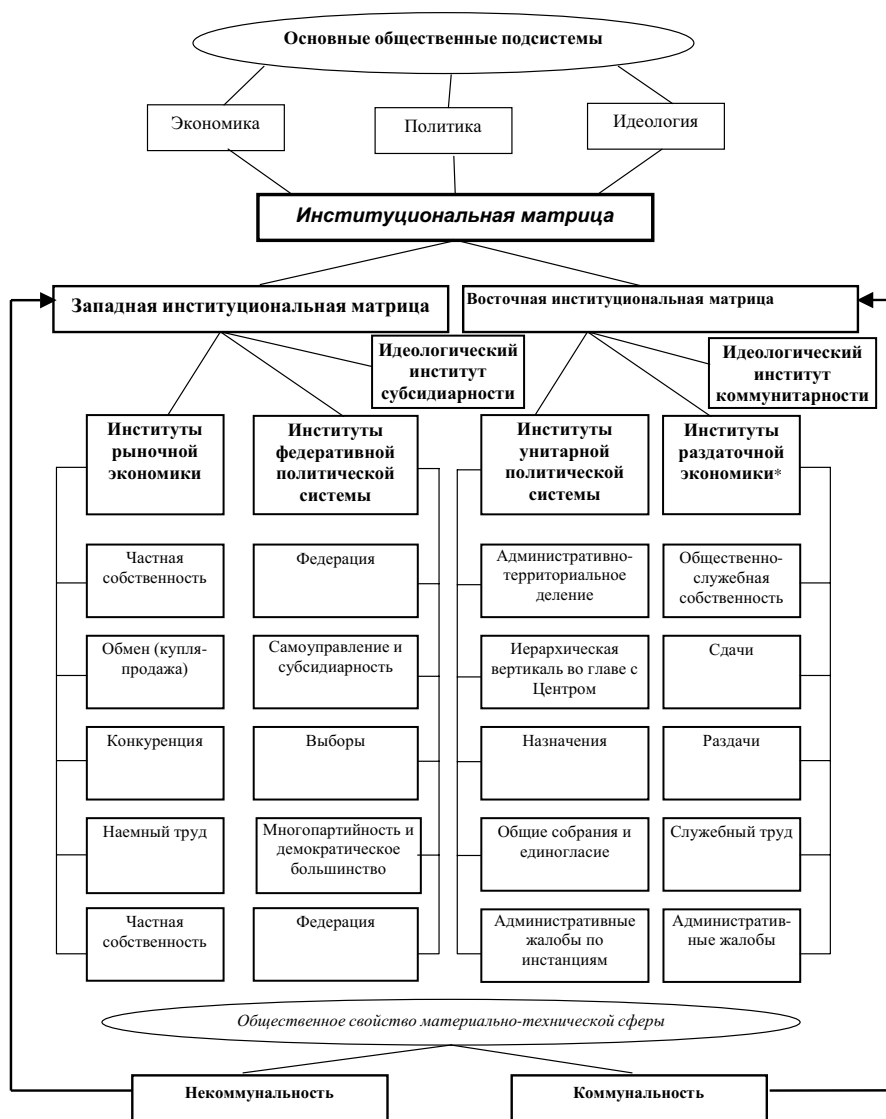 Основные общественные подсистемы
Экономика
Политика
Идеология
Институциональная матрица
Западная институциональная матрица
Восточная институциональная матрица
Идеологический
институт
субсидиарности
Идеологический
институт
коммунитарности
Институты
рыночной
экономики
Институты
федеративной
политической
системы
Институты
унитарной
политической
системы
Институты
раздаточной
экономики*
Частная
собственность
Федерация
Административно-
территориальное
деление
Общественно-
служебная
собственность
Обмен (купля-
продажа)
Самоуправление и
субсидиарность
Иерархическая
вертикаль во главе с
Центром
Сдачи
Конкуренция
Выборы
Назначения
Раздачи
Наемный труд
Многопартийность и
демократическое
большинство
Общие собрания и
единогласие
Служебный труд
Частная
собственность
Федерация
Административные
жалобы по
инстанциям
Административ-
ные жалобы
Общественное свойство материально-технической сферы
Некоммунальность
Коммунальность